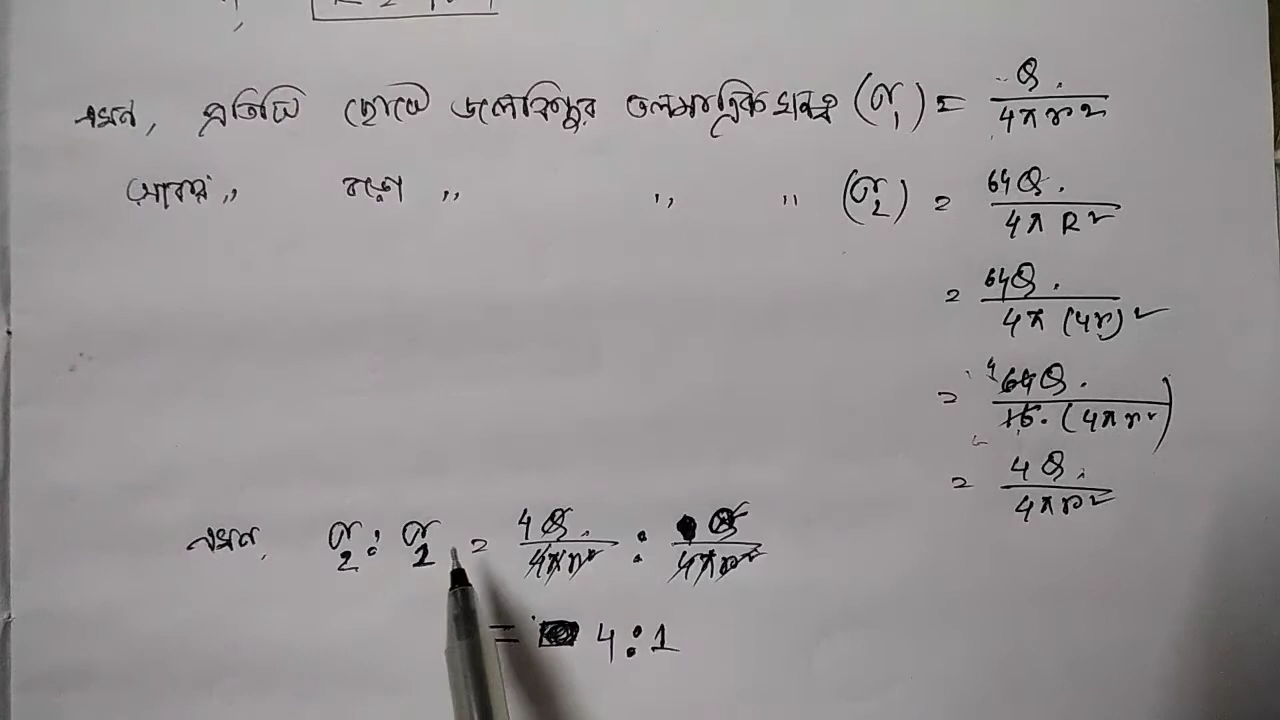 এখন, প্রতিটি ছোটো জলবিন্দুর তলমাত্রিক ঘনত্ব (σ₁) = Q / 4πr²
আবার ,, বড়ো ,, ,, ,, (σ₂) = 64Q / 4πR²
= 64Q / 4π(4r)²
= 64Q / 16·(4πr²)
= 4Q / 4πr²
এখন, σ₂ : σ₁ = 4Q / 4πr² : Q / 4πr²
= 4 : 1